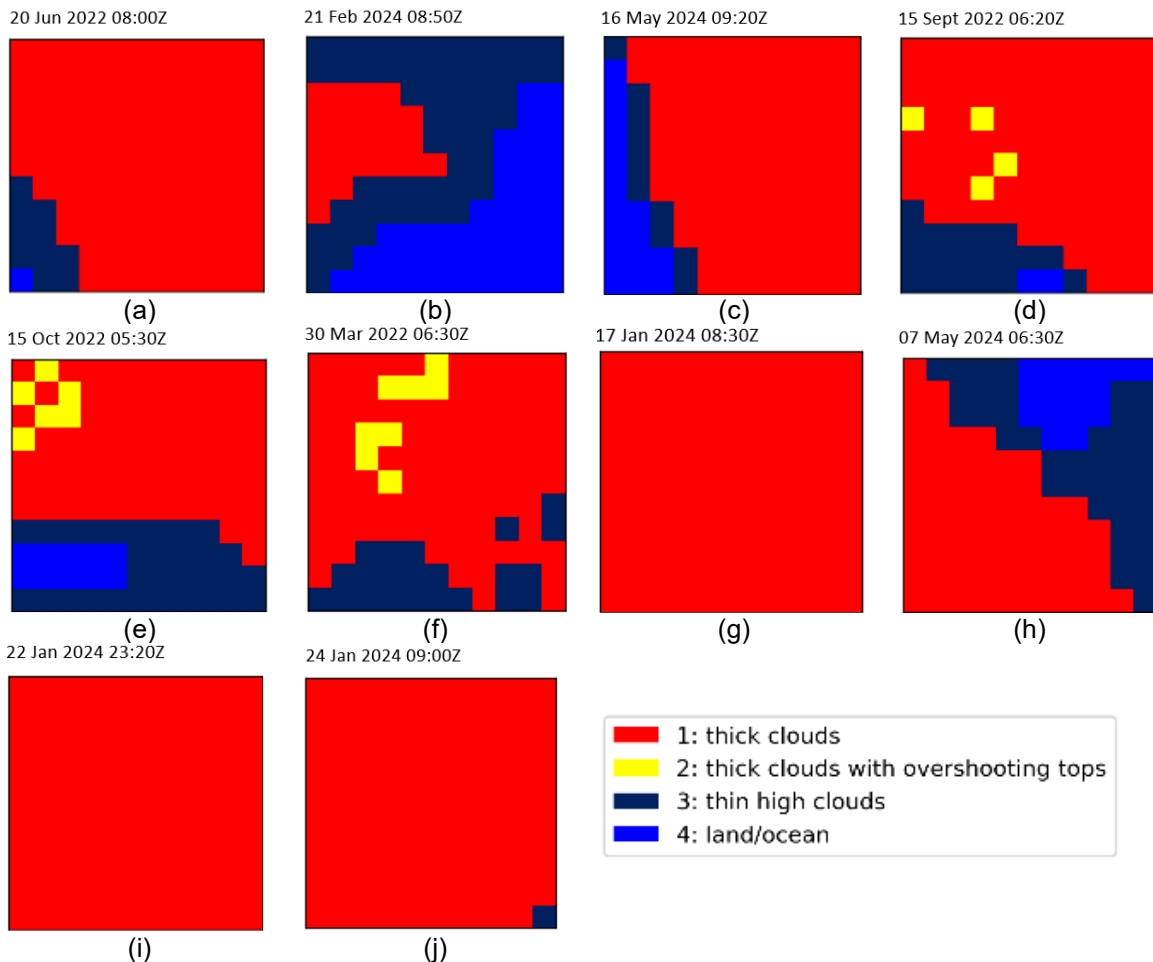 20 Jun 2022 08:00Z
21 Feb 2024 08:50Z
16 May 2024 09:20Z
15 Sept 2022 06:20Z
(a)
(b)
(c)
(d)
15 Oct 2022 05:30Z
30 Mar 2022 06:30Z
17 Jan 2024 08:30Z
07 May 2024 06:30Z
(e)
(f)
(g)
(h)
22 Jan 2024 23:20Z
24 Jan 2024 09:00Z
1: thick clouds
2: thick clouds with overshooting tops
3: thin high clouds
4: land/ocean
(i)
(j)